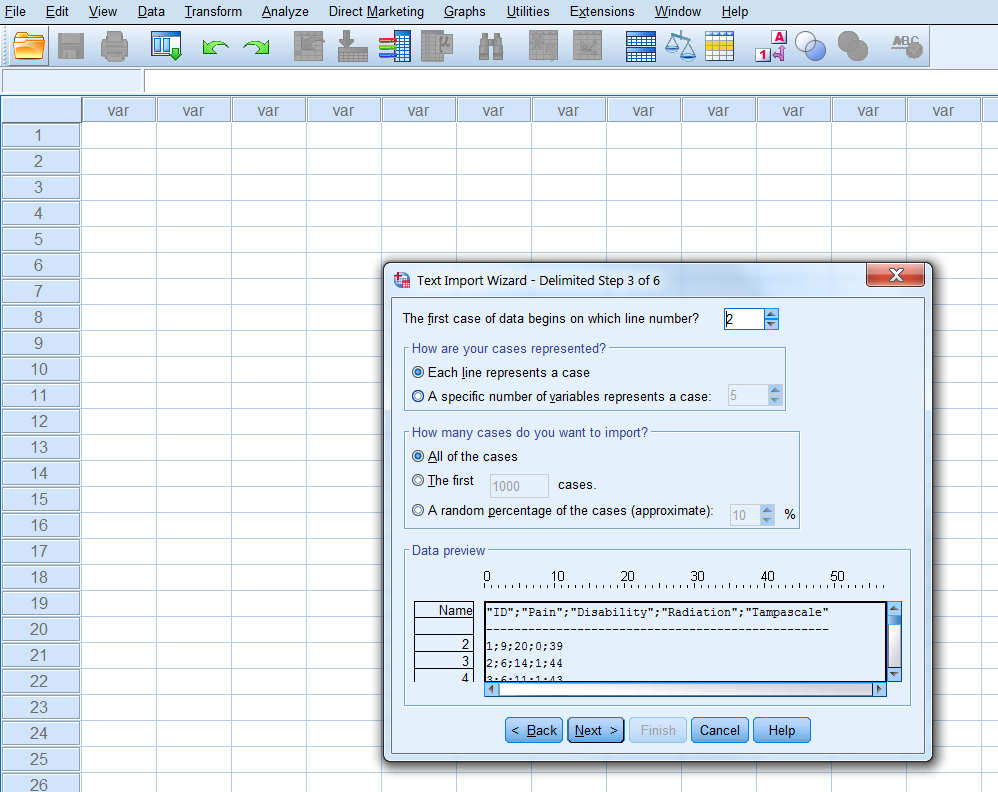 File Edit View Data Transform Analyze Direct Marketing Graphs Utilities Extensions Window Help
1 A ABC
var var var var var var var var var var var var
1
2
3
4
5
6
7
8
9
10
11
12
13
14
15
16
17
18
19
20
21
22
23
24
25
26
Text Import Wizard - Delimited Step 3 of 6
The first case of data begins on which line number? 2
How are your cases represented?
Each line represents a case
A specific number of variables represents a case: 5
How many cases do you want to import?
All of the cases
The first 1000 cases.
A random percentage of the cases (approximate): 10 %
Data preview
0 10 20 30 40 50
Name "ID";"Pain";"Disability";"Radiation";"Tampascale"
2 1;9;20;0;39
3 2;6;14;1;44
4 3;6;11;1;43
< Back Next > Finish Cancel Help